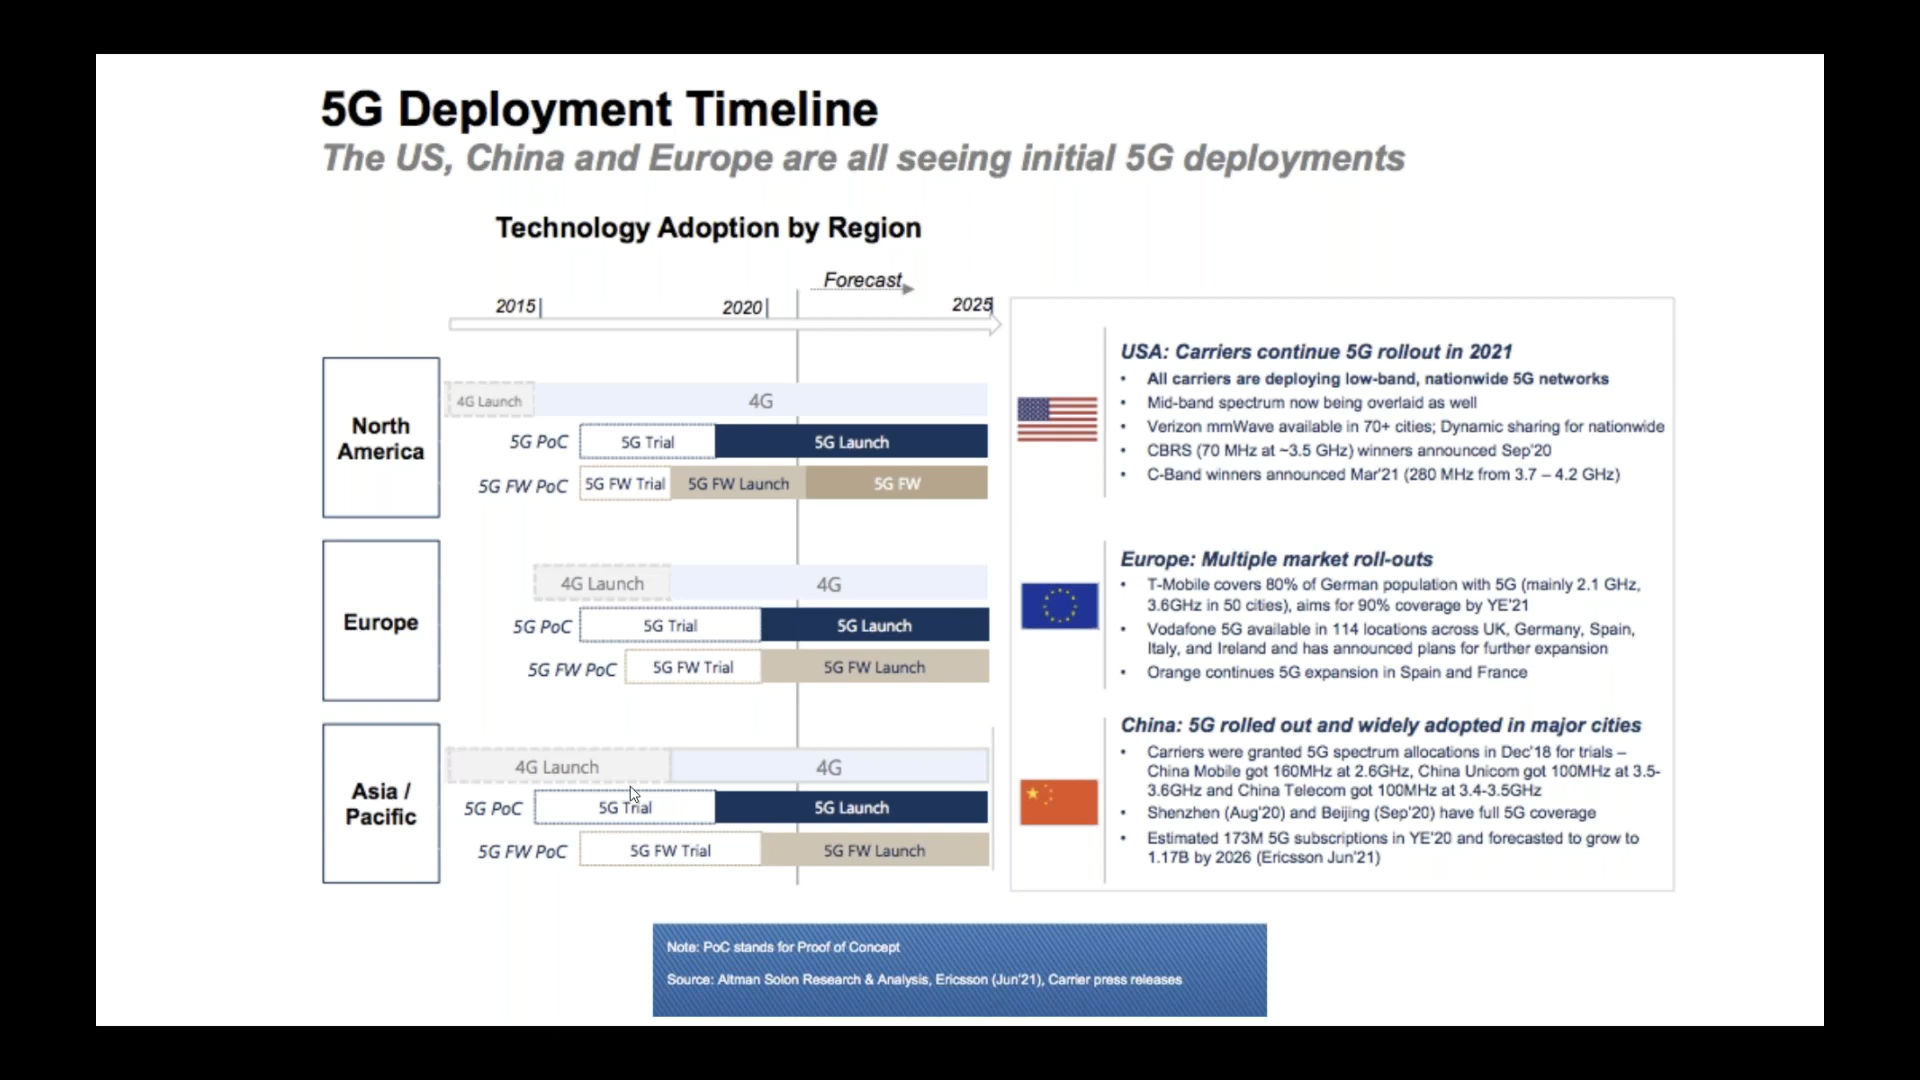 5G Deployment Timeline
The US, China and Europe are all seeing initial 5G deployments
Technology Adoption by Region
Forecast
2015
2020
2025
North
America
4G Launch
4G
5G PoC
5G Trial
5G Launch
5G FW PoC
5G FW Trial
5G FW Launch
5G FW
Europe
4G Launch
4G
5G PoC
5G Trial
5G Launch
5G FW PoC
5G FW Trial
5G FW Launch
Asia /
Pacific
4G Launch
4G
5G PoC
5G Trial
5G Launch
5G FW PoC
5G FW Trial
5G FW Launch
USA: Carriers continue 5G rollout in 2021
• All carriers are deploying low-band, nationwide 5G networks
• Mid-band spectrum now being overlaid as well
• Verizon mmWave available in 70+ cities; Dynamic sharing for nationwide
• CBRS (70 MHz at ~3.5 GHz) winners announced Sep'20
• C-Band winners announced Mar'21 (280 MHz from 3.7 – 4.2 GHz)
Europe: Multiple market roll-outs
• T-Mobile covers 80% of German population with 5G (mainly 2.1 GHz,
3.6GHz in 50 cities), aims for 90% coverage by YE'21
• Vodafone 5G available in 114 locations across UK, Germany, Spain,
Italy, and Ireland and has announced plans for further expansion
• Orange continues 5G expansion in Spain and France
China: 5G rolled out and widely adopted in major cities
• Carriers were granted 5G spectrum allocations in Dec'18 for trials –
China Mobile got 160MHz at 2.6GHz, China Unicom got 100MHz at 3.5-
3.6GHz and China Telecom got 100MHz at 3.4-3.5GHz
• Shenzhen (Aug'20) and Beijing (Sep'20) have full 5G coverage
• Estimated 173M 5G subscriptions in YE'20 and forecasted to grow to
1.17B by 2026 (Ericsson Jun'21)
Note: PoC stands for Proof of Concept
Source: Altman Solon Research & Analysis, Ericsson (Jun'21), Carrier press releases